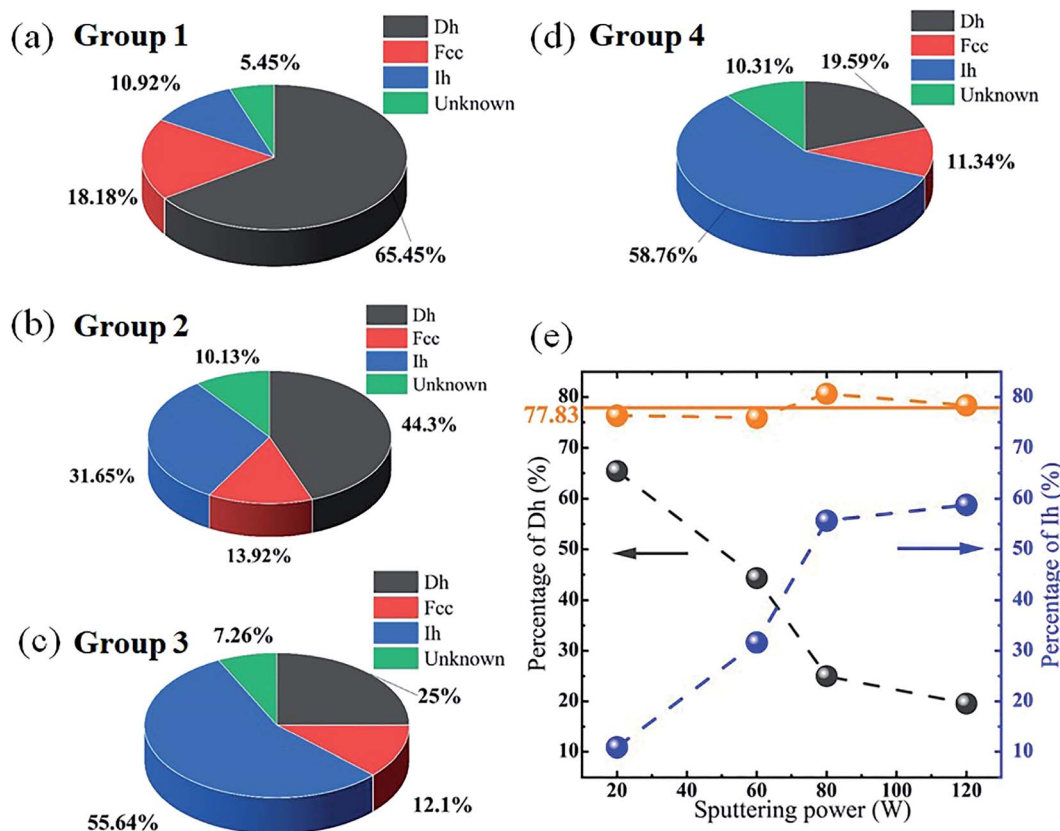 (a) Group 1
Dh
Fcc
Ih
Unknown
5.45%
10.92%
18.18%
65.45%
(b) Group 2
Dh
Fcc
Ih
Unknown
10.13%
44.3%
31.65%
13.92%
(c) Group 3
Dh
Fcc
Ih
Unknown
7.26%
25%
12.1%
55.64%
(d) Group 4
Dh
Fcc
Ih
Unknown
10.31%
19.59%
11.34%
58.76%
(e)
Percentage of Dh (%)
80
77.83
70
60
50
40
30
20
10
20 40 60 80 100 120
Sputtering power (W)
80
70
60
50
40
30
20
10
Percentage of Ih (%)